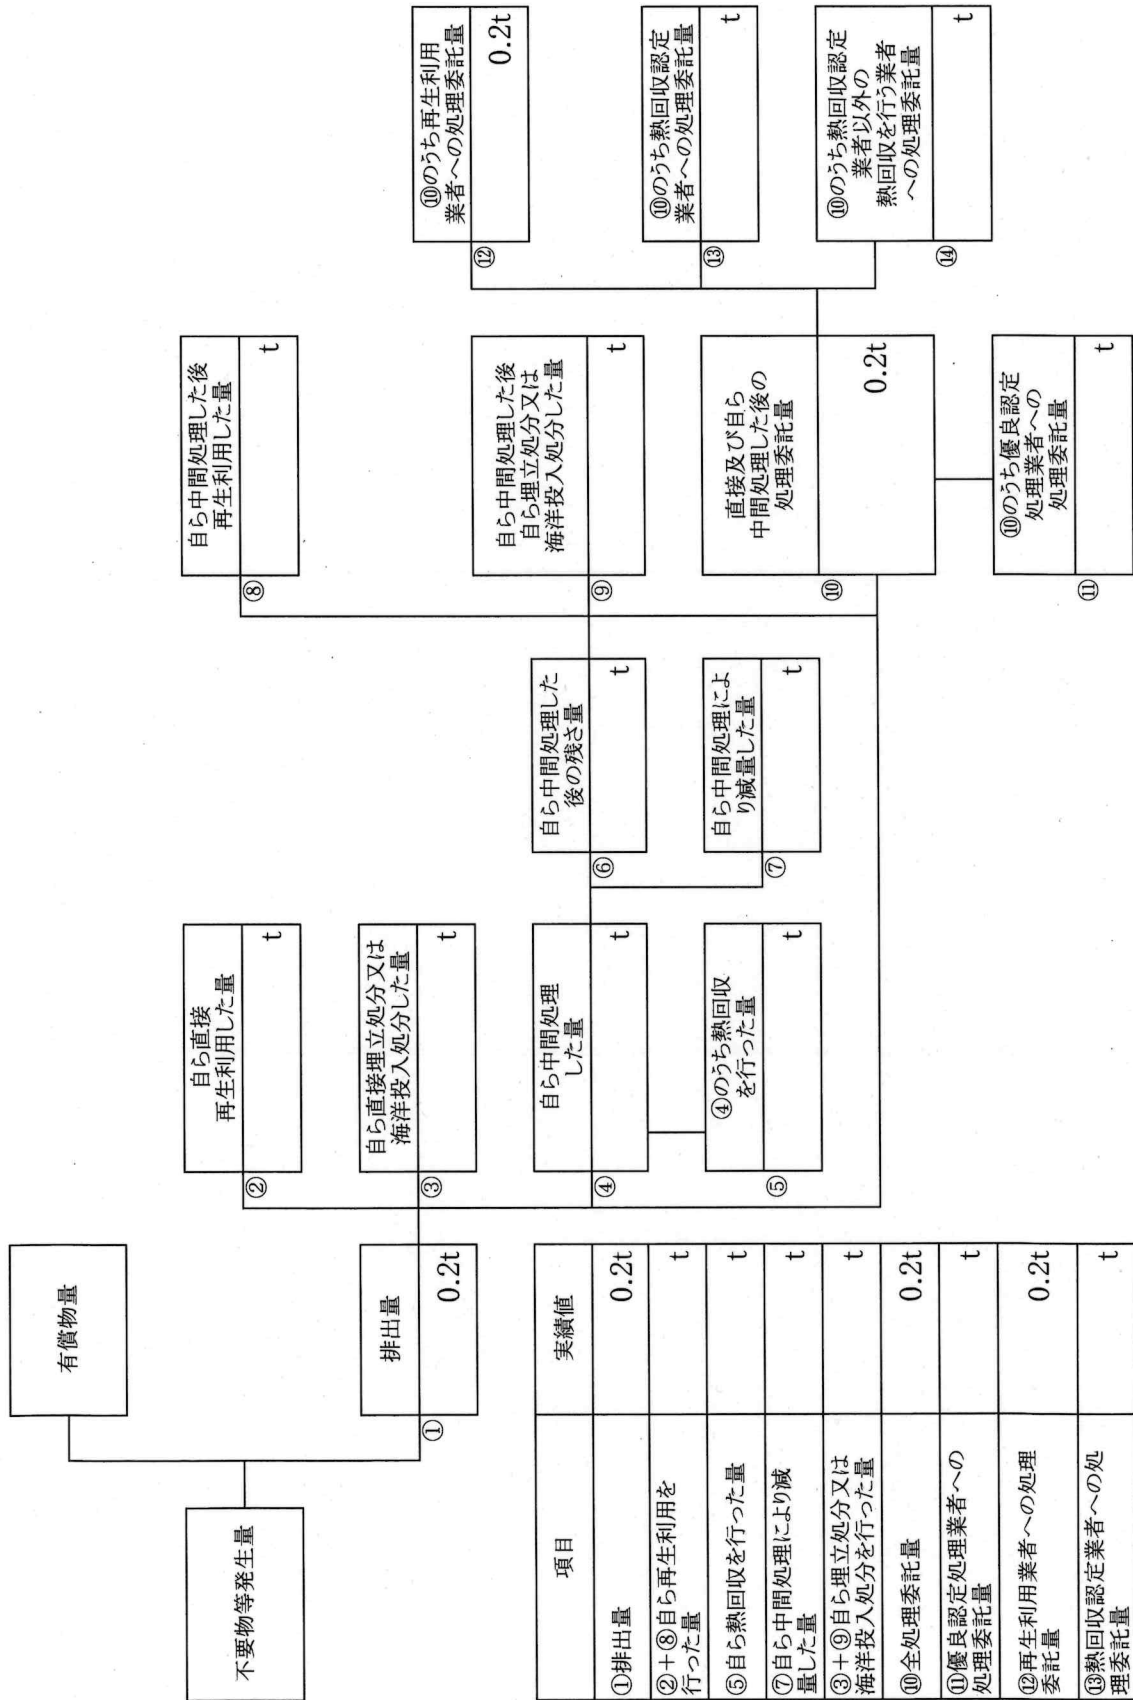 不要物等発生量
有償物量
排出量
①
0.2t
自ら直接
再生利用した量
②
t
自ら直接埋立処分又は
海洋投入処分した量
③
t
自ら中間処理
した量
④
t
④のうち熱回収
を行った量
⑤
t
自ら中間処理した
後の残さ量
⑥
t
自ら中間処理によ
り減量した量
⑦
t
自ら中間処理した後
再生利用した量
⑧
t
自ら中間処理した後
自ら埋立処分又は
海洋投入処分した量
⑨
t
直接及び自ら
中間処理した後の
処理委託量
⑩
0.2t
⑩のうち優良認定
処理業者への
処理委託量
⑪
t
⑩のうち再生利用
業者への処理委託量
⑫
0.2t
⑩のうち熱回収認定
業者への処理委託量
⑬
t
⑩のうち熱回収認定
業者以外の
熱回収を行う業者
への処理委託量
⑭
t
項目 実績値
①排出量 0.2t
②+⑧自ら再生利用を
行った量 t
⑤自ら熱回収を行った量 t
⑦自ら中間処理により減
量した量 t
③+⑨自ら埋立処分又は
海洋投入処分を行った量 t
⑩全処理委託量 0.2t
⑪優良認定処理業者への
処理委託量 t
⑫再生利用業者への処理
委託量 0.2t
⑬熱回収認定業者への処
理委託量 t